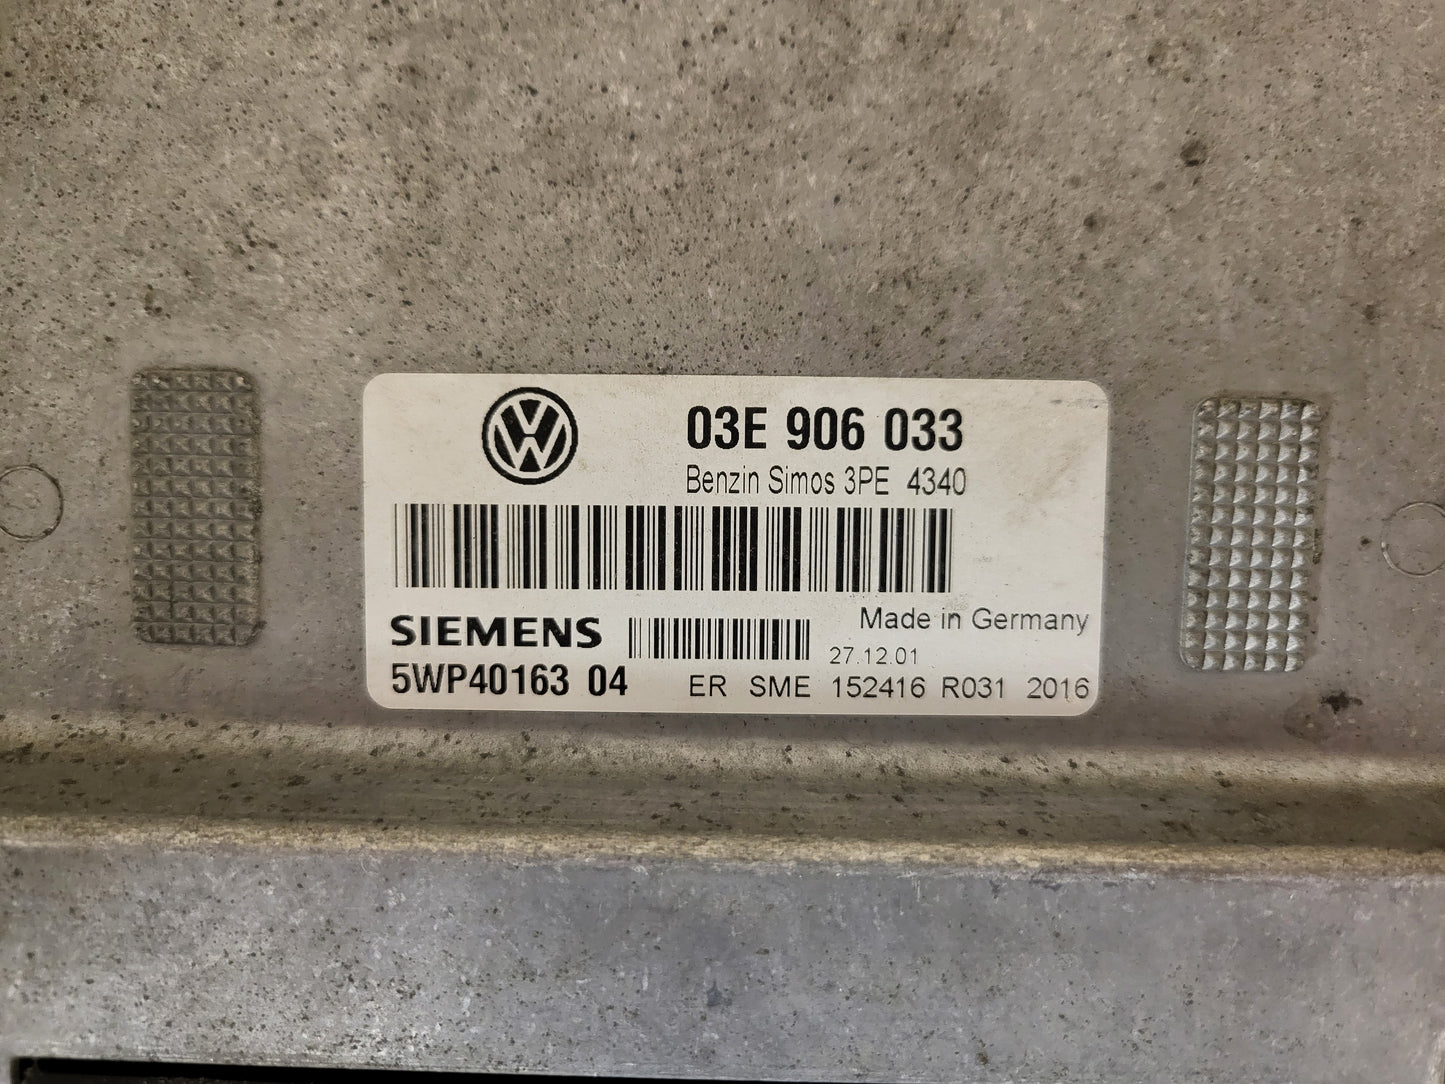 03E 906 033
Benzin Simos 3PE 4340
SIEMENS
Made in Germany
27.12.01
5WP40163 04
ER SME 152416 R031 2016